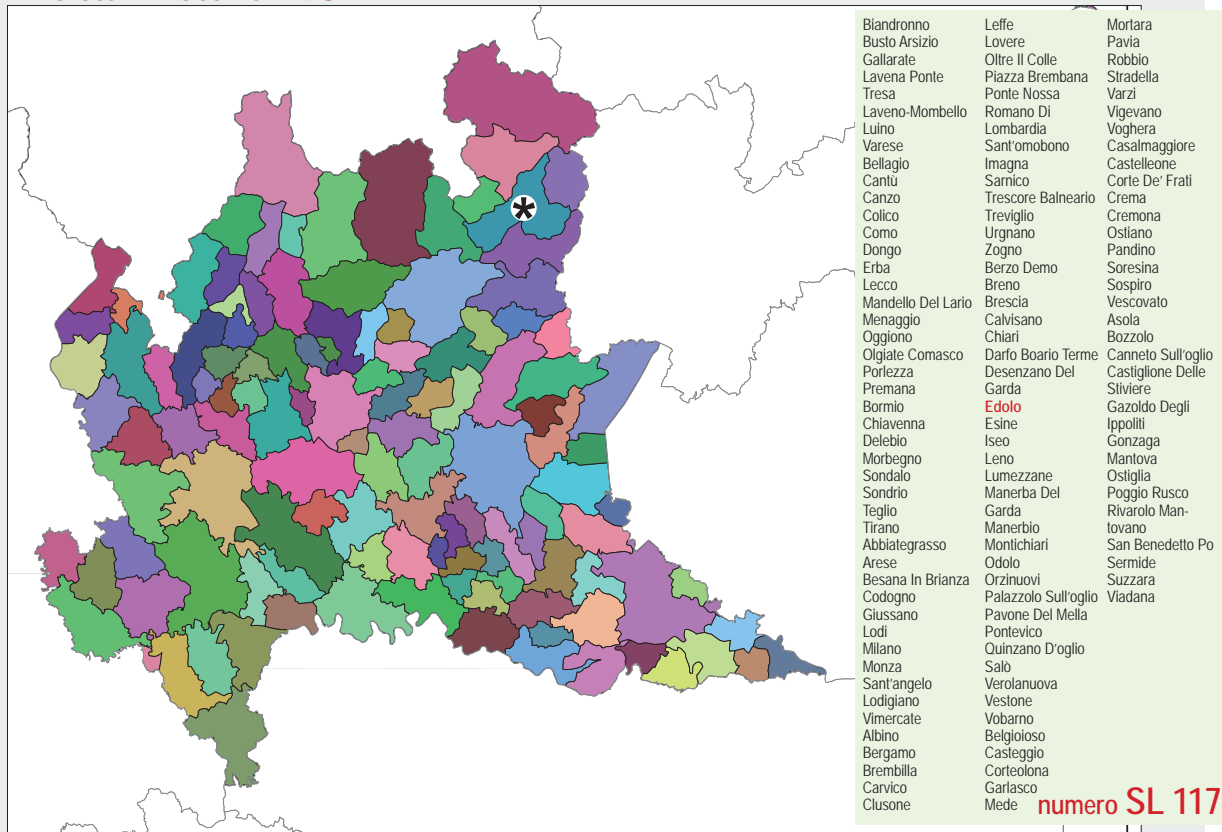 Biandronno
Busto Arsizio
Gallarate
Lavena Ponte
Tresa
Laveno-Mombello
Luino
Varese
Bellagio
Cantù
Canzo
Colico
Como
Dongo
Erba
Lecco
Mandello Del Lario
Menaggio
Oggiono
Olgiate Comasco
Porlezza
Premana
Bormio
Chiavenna
Delebio
Morbegno
Sondalo
Sondrio
Teglio
Tirano
Abbiategrasso
Arese
Besana In Brianza
Codogno
Giussano
Lodi
Milano
Monza
Sant'angelo
Lodigiano
Vimercate
Albino
Bergamo
Brembilla
Carvico
Clusone
Leffe
Lovere
Oltre Il Colle
Piazza Brembana
Ponte Nossa
Romano Di
Lombardia
Sant'omobono
Imagna
Sarnico
Trescore Balneario
Treviglio
Urgnano
Zogno
Berzo Demo
Breno
Brescia
Calvisano
Chiari
Darfo Boario Terme
Desenzano Del
Garda
Edolo
Esine
Iseo
Leno
Lumezzane
Manerba Del
Garda
Manerbio
Montichiari
Odolo
Orzinuovi
Palazzolo Sull'oglio
Pavone Del Mella
Pontevico
Quinzano D'oglio
Salò
Verolanuova
Vestone
Vobarno
Belgioioso
Casteggio
Corteolona
Garlasco
Mede
Mortara
Pavia
Robbio
Stradella
Varzi
Vigevano
Voghera
Casalmaggiore
Castelleone
Corte De' Frati
Crema
Cremona
Ostiano
Pandino
Soresina
Sospiro
Vescovato
Asola
Bozzolo
Canneto Sull'oglio
Castiglione Delle
Stiviere
Gazoldo Degli
Ippoliti
Gonzaga
Mantova
Ostiglia
Poggio Rusco
Rivarolo Man-
tovano
San Benedetto Po
Sermide
Suzzara
Viadana
numero SL 117